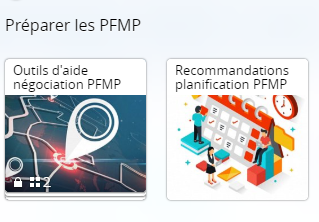 Préparer les PFMP
Outils d'aide
négociation PFMP
2
Recommandations
planification PFMP